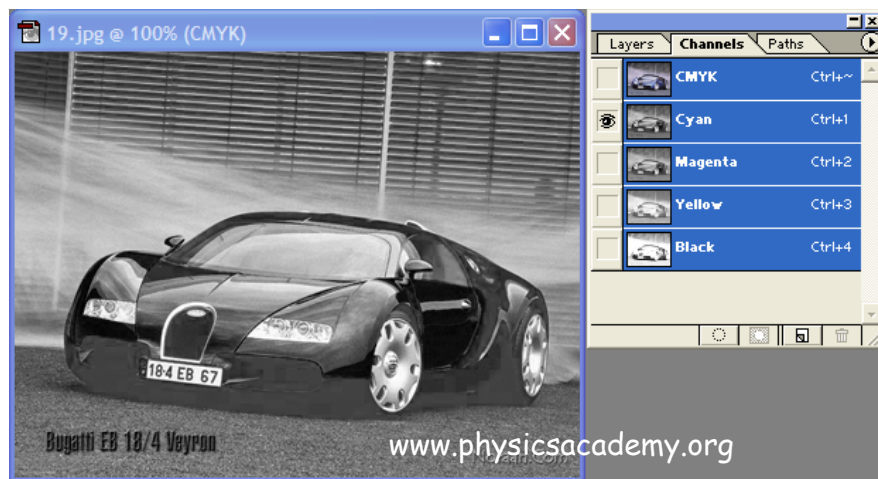 19.jpg @ 100% (CMYK)
Layers Channels Paths
CMYK Ctrl+~
Cyan Ctrl+1
Magenta Ctrl+2
Yellow Ctrl+3
Black Ctrl+4
18·4 EB 67
Bugatti EB 18/4 Veyron
www.physicsacademy.org